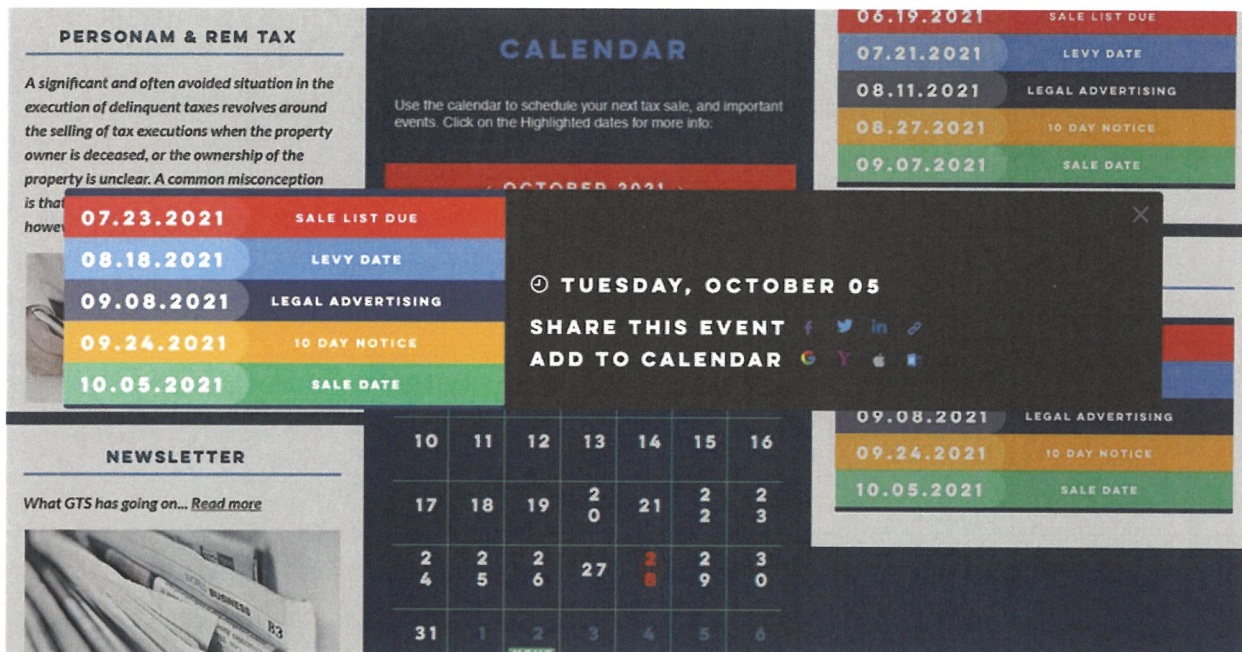 PERSONAM & REM TAX
A significant and often avoided situation in the
execution of delinquent taxes revolves around
the selling of tax executions when the property
owner is deceased, or the ownership of the
property is unclear. A common misconception
is that
howev
CALENDAR
Use the calendar to schedule your next tax sale, and important
events. Click on the Highlighted dates for more info:
‹ OCTOBER 2021 ›
06.19.2021 SALE LIST DUE
07.21.2021 LEVY DATE
08.11.2021 LEGAL ADVERTISING
08.27.2021 10 DAY NOTICE
09.07.2021 SALE DATE
07.23.2021 SALE LIST DUE
08.18.2021 LEVY DATE
09.08.2021 LEGAL ADVERTISING
09.24.2021 10 DAY NOTICE
10.05.2021 SALE DATE
TUESDAY, OCTOBER 05
SHARE THIS EVENT
ADD TO CALENDAR
09.08.2021 LEGAL ADVERTISING
09.24.2021 10 DAY NOTICE
10.05.2021 SALE DATE
NEWSLETTER
What GTS has going on... Read more
BUSINESS
B3
10 11 12 13 14 15 16
17 18 19 20 21 22 23
24 25 26 27 28 29 30
31 1 2 3 4 5 6